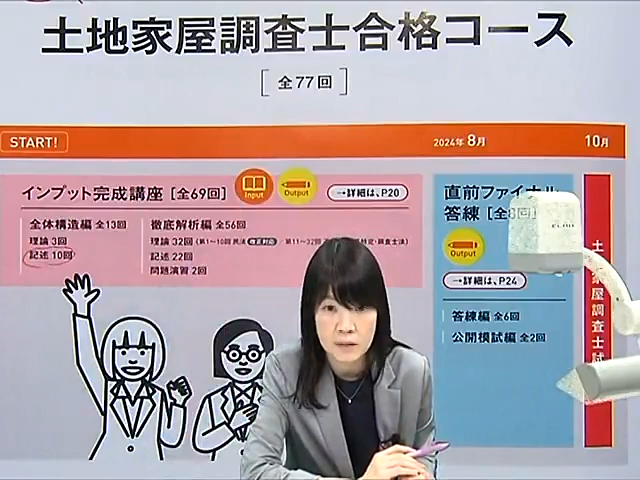 土地家屋調査士合格コース
[全77回]
START!
2024年 8月
10月
インプット完成講座 [全69回]
Input
Output
→詳細は、P20
全体構造編 全13回
理論 3回
記述 10回
徹底解析編 全56回
理論 32回
記述 22回
問題演習 2回
直前ファイナル
答練
Output
→詳細は、P24
答練編 全6回
公開模試編 全2回
土
家屋調査士試
ELMO